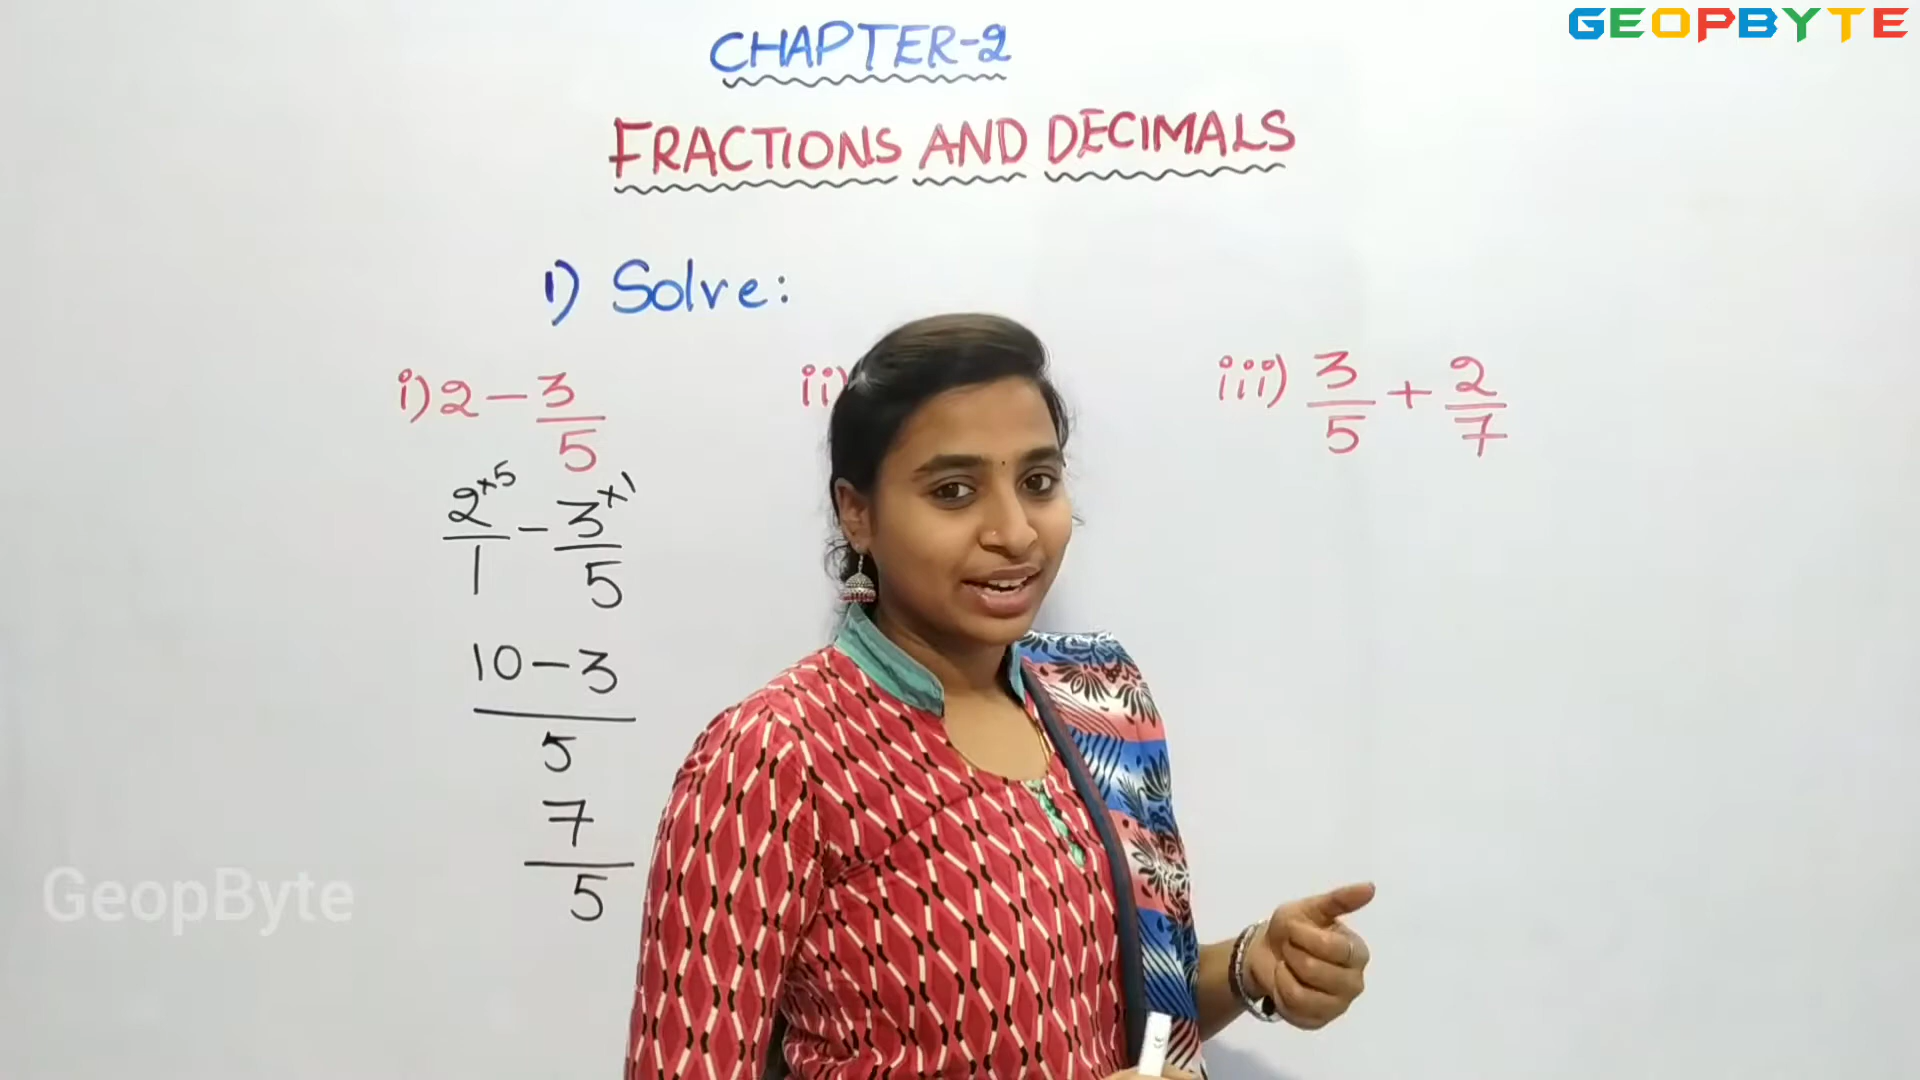 GEOPBYTE
CHAPTER-2
FRACTIONS AND DECIMALS
1) Solve:
i) 2 - 3/5
ii)
iii) 3/5 + 2/7
2×5/1 - 3×1/5
10-3
5
7
5
GeopByte